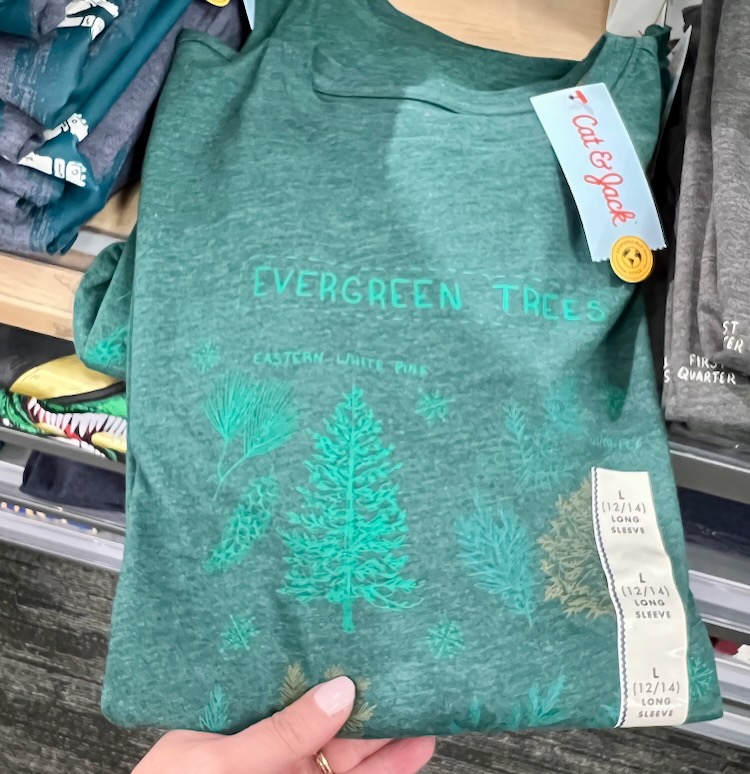 Cat & Jack
EVERGREEN TREES
EASTERN WHITE PINE
L
(12/14)
LONG
SLEEVE
L
(12/14)
LONG
SLEEVE
L
(12/14)
LONG
SLEEVE
FIRST
QUARTER